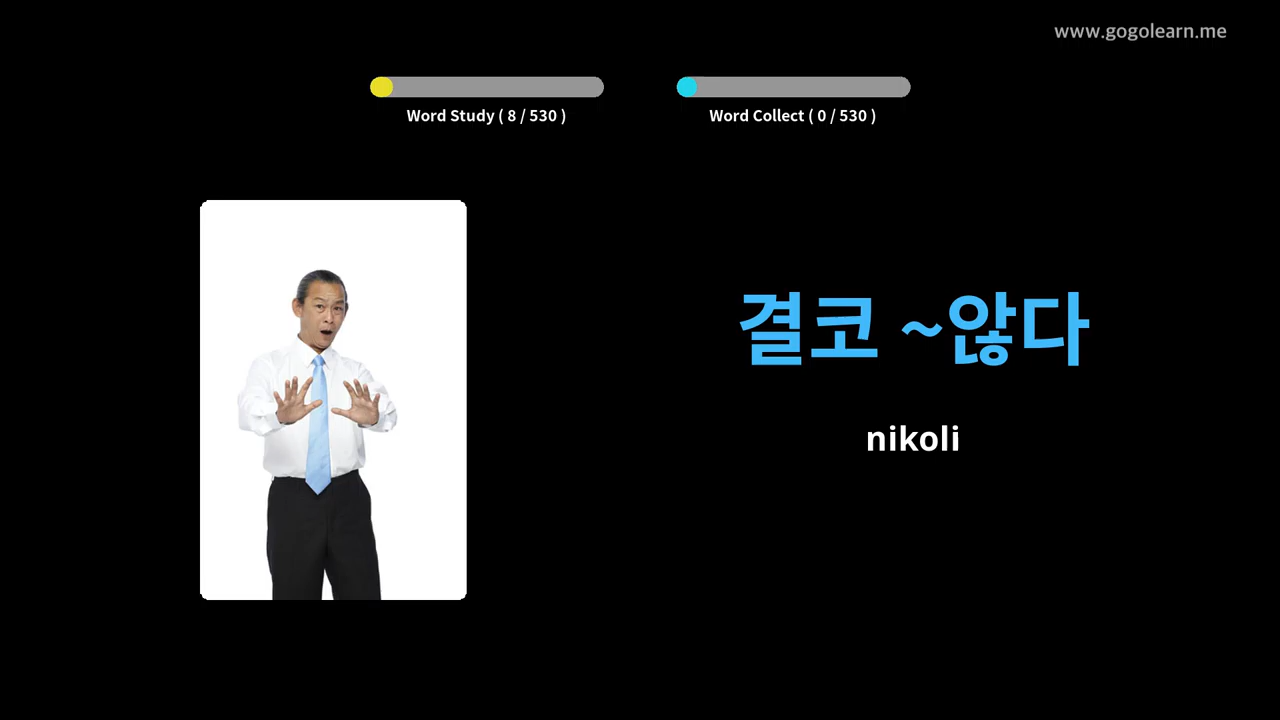 www.gogolearn.me
Word Study ( 8 / 530 )
Word Collect ( 0 / 530 )
결코 ~않다
nikoli